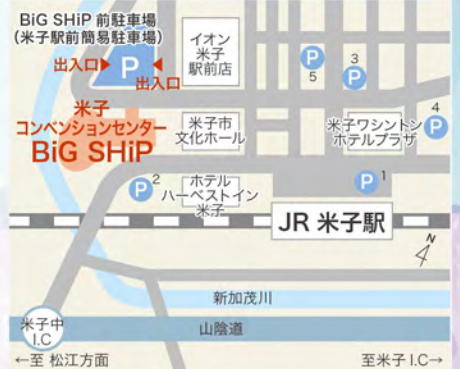 BiG SHiP 前駐車場
(米子駅前簡易駐車場)
出入口
P
出入口
イオン
米子
駅前店
P
5
3
P
米子
コンベンションセンター
BiG SHiP
米子市
文化ホール
米子ワシントン
ホテルプラザ
4
P
P
2
ホテル
ハーベストイン
米子
P
1
JR 米子駅
N
新加茂川
米子中
I.C
山陰道
←至 松江方面
至米子 I.C→